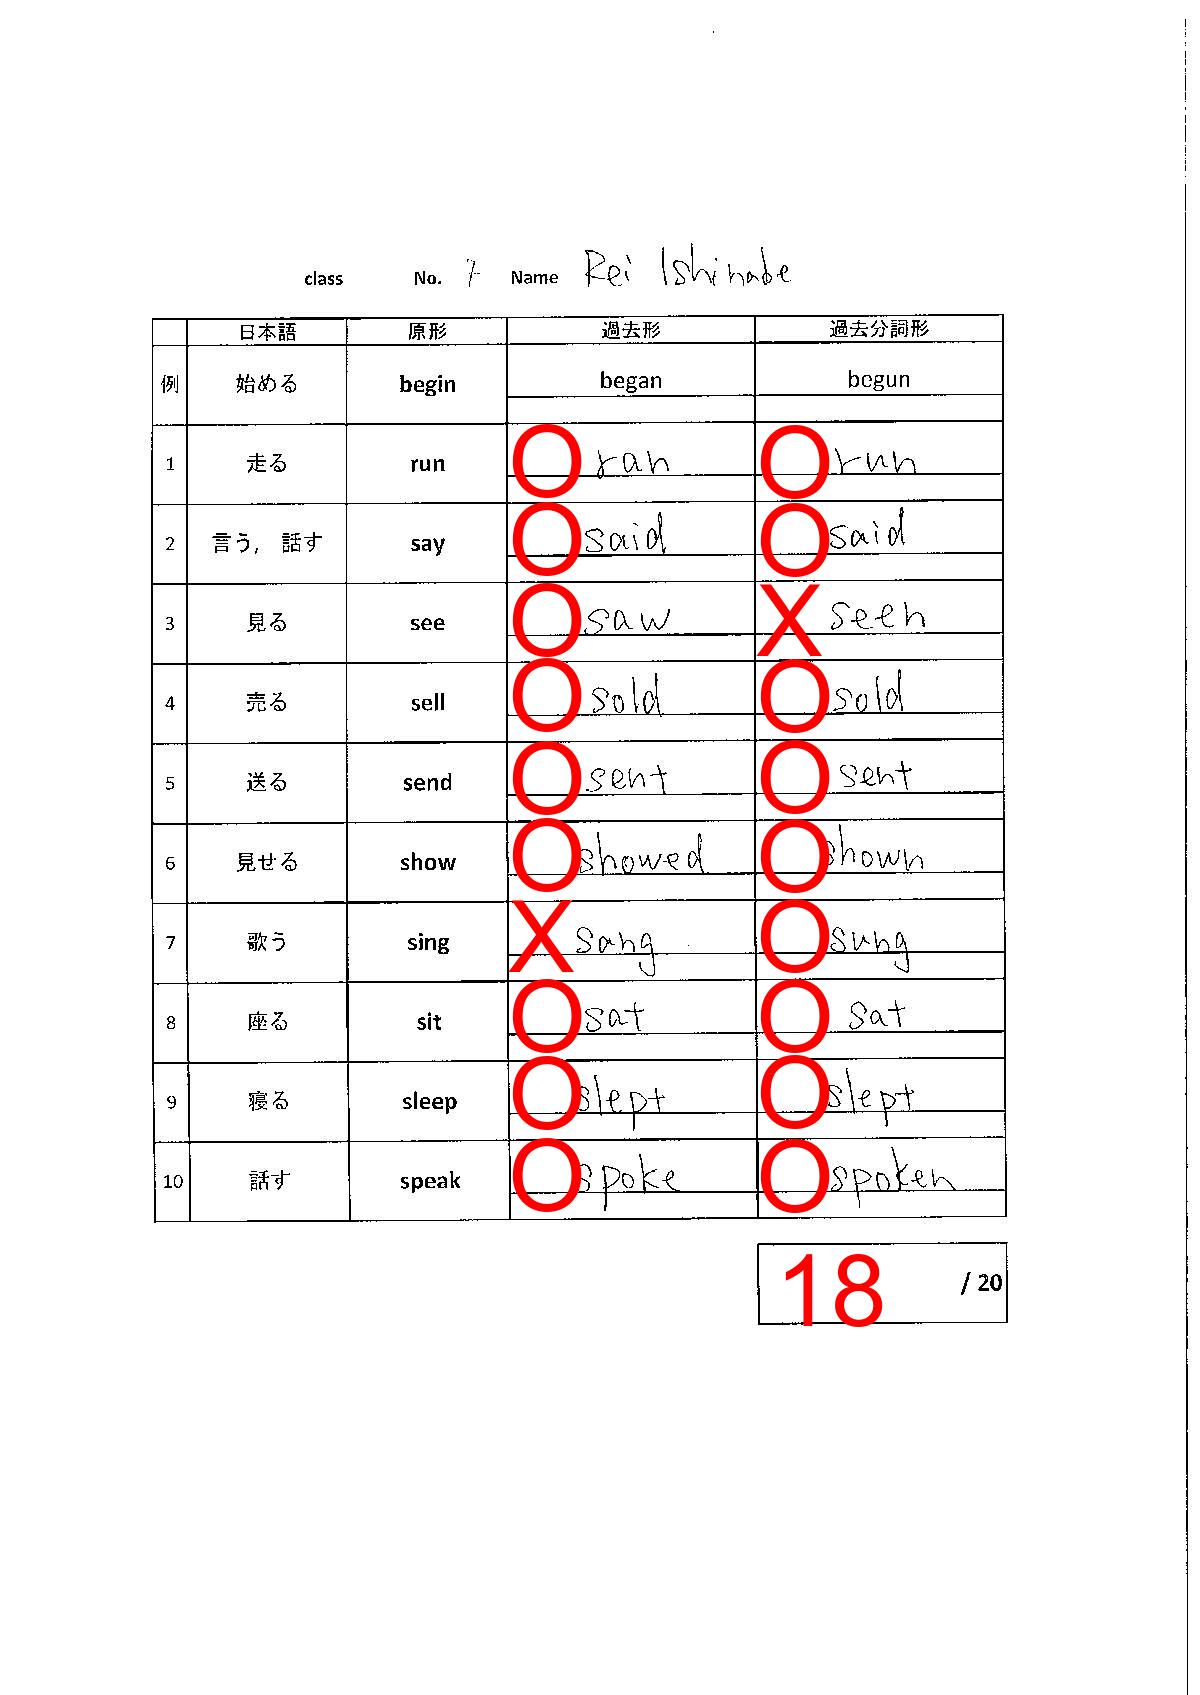 class No. 7 Name Rei Ishinabe
日本語 原形 過去形 過去分詞形
例 始める begin began begun
1 走る run O ran O run
2 言う, 話す say O said O said
3 見る see O saw X seen
4 売る sell O sold O sold
5 送る send O sent O sent
6 見せる show O showed O shown
7 歌う sing X sang O sung
8 座る sit O sat O sat
9 寝る sleep O slept O slept
10 話す speak O spoke O spoken
18 / 20